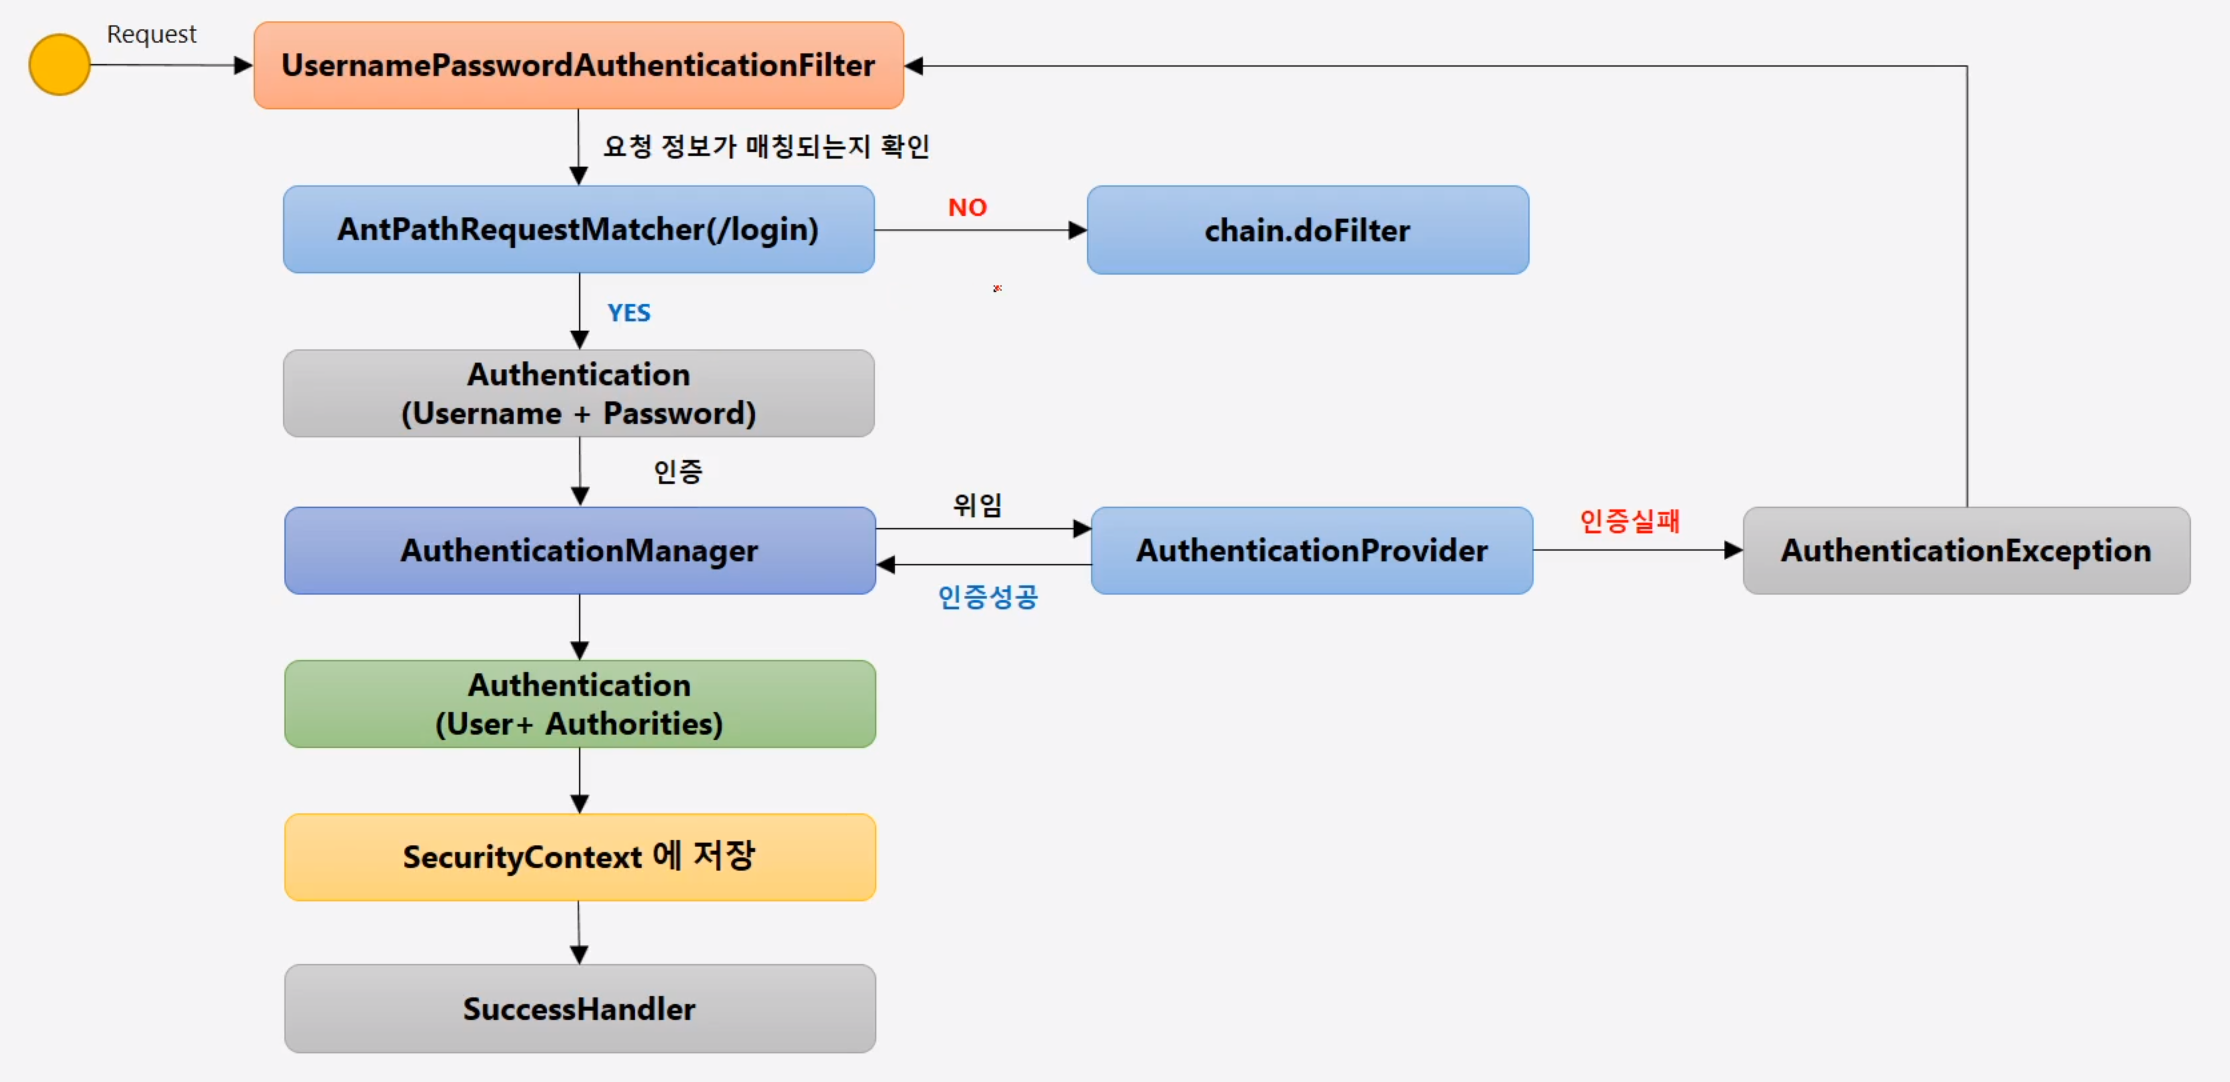 Request
UsernamePasswordAuthenticationFilter
요청 정보가 매칭되는지 확인
AntPathRequestMatcher(/login)
NO
chain.doFilter
YES
Authentication
(Username + Password)
인증
AuthenticationManager
위임
인증성공
AuthenticationProvider
인증실패
AuthenticationException
Authentication
(User+ Authorities)
SecurityContext 에 저장
SuccessHandler